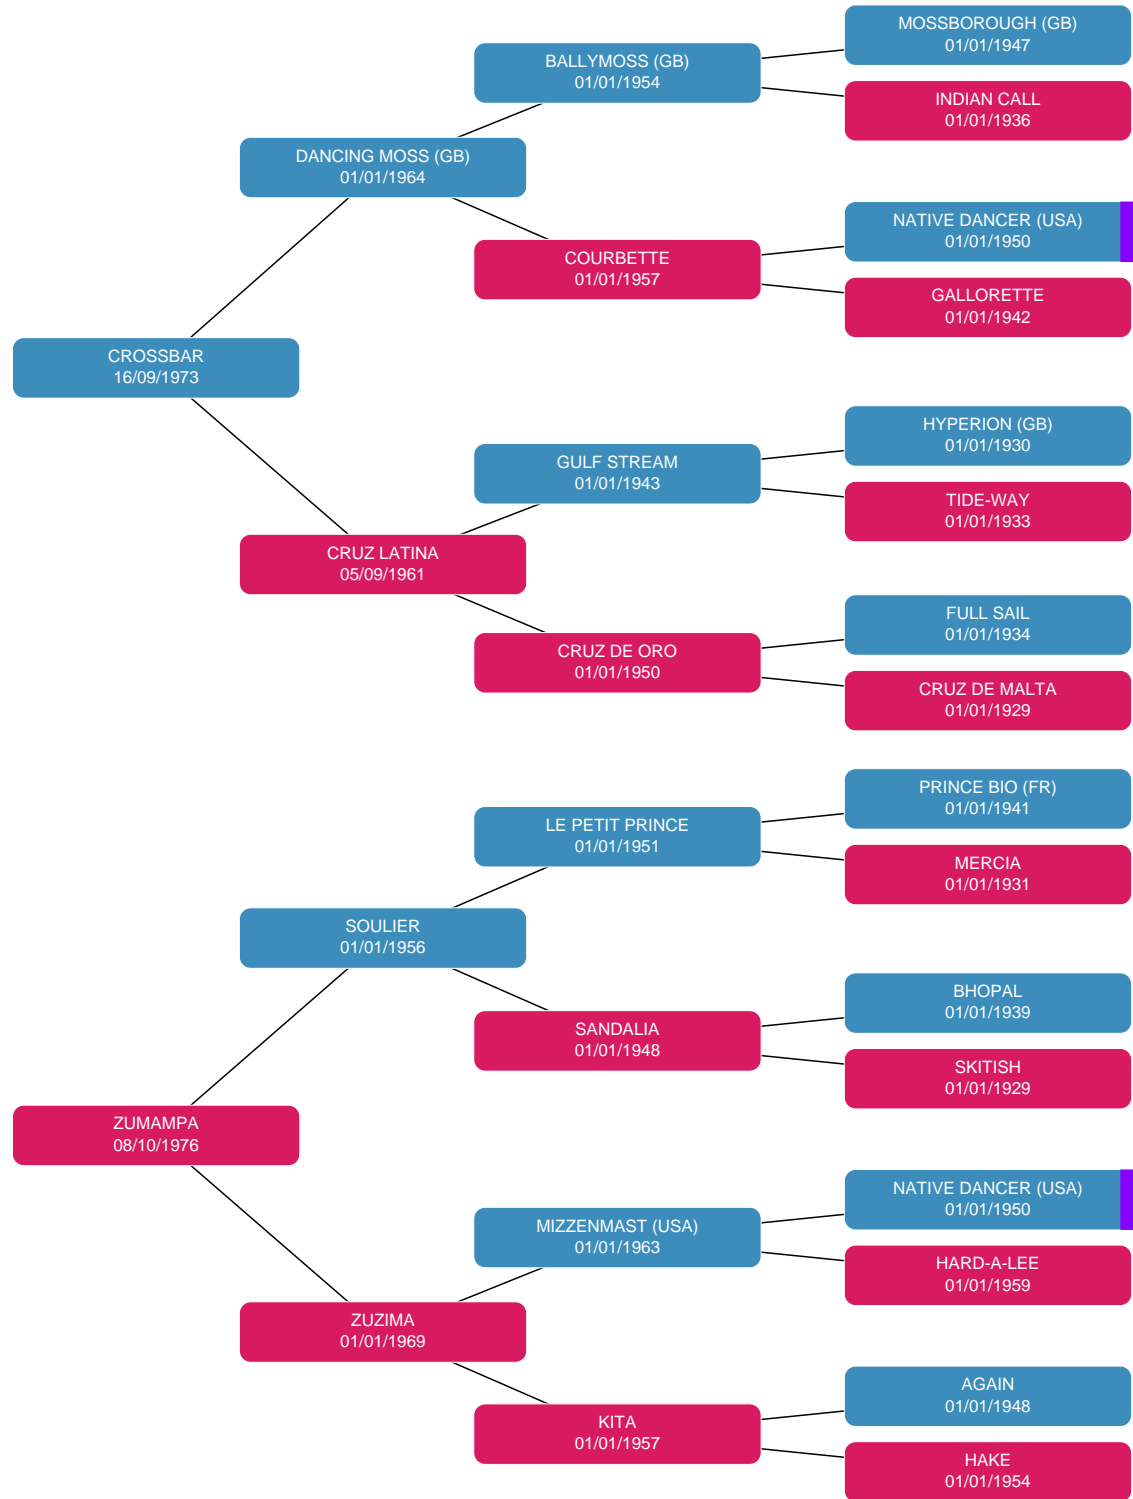 MOSSBOROUGH (GB)
01/01/1947
BALLYMOSS (GB)
01/01/1954
INDIAN CALL
01/01/1936
DANCING MOSS (GB)
01/01/1964
NATIVE DANCER (USA)
01/01/1950
COURBETTE
01/01/1957
GALLORETTE
01/01/1942
CROSSBAR
16/09/1973
HYPERION (GB)
01/01/1930
GULF STREAM
01/01/1943
TIDE-WAY
01/01/1933
CRUZ LATINA
05/09/1961
FULL SAIL
01/01/1934
CRUZ DE ORO
01/01/1950
CRUZ DE MALTA
01/01/1929
PRINCE BIO (FR)
01/01/1941
LE PETIT PRINCE
01/01/1951
MERCIA
01/01/1931
SOULIER
01/01/1956
BHOPAL
01/01/1939
SANDALIA
01/01/1948
SKITISH
01/01/1929
ZUMAMPA
08/10/1976
NATIVE DANCER (USA)
01/01/1950
MIZZENMAST (USA)
01/01/1963
HARD-A-LEE
01/01/1959
ZUZIMA
01/01/1969
AGAIN
01/01/1948
KITA
01/01/1957
HAKE
01/01/1954